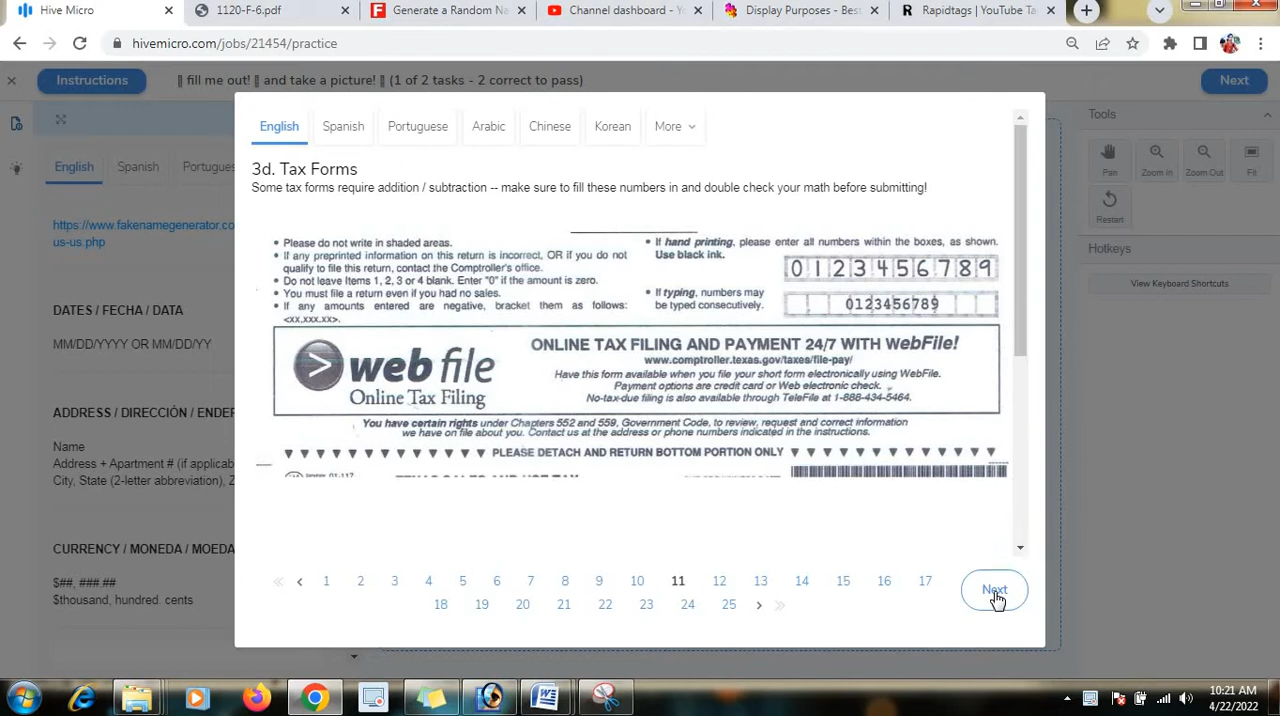 Hive Micro
1120-F-6.pdf
Generate a Random Na
Channel dashboard - Yo
Display Purposes - Best
Rapidtags | YouTube Ta
hivemicro.com/jobs/21454/practice
Instructions
fill me out! and take a picture! (1 of 2 tasks - 2 correct to pass)
Next
English
Spanish
Portuguese
Arabic
Chinese
Korean
More
3d. Tax Forms
Some tax forms require addition / subtraction -- make sure to fill these numbers in and double check your math before submitting!
• Please do not write in shaded areas.
• If any preprinted information on this return is incorrect, OR if you do not
qualify to file this return, contact the Comptroller's office.
• Do not leave Items 1, 2, 3 or 4 blank. Enter "0" if the amount is zero.
• You must file a return even if you had no sales.
• If any amounts entered are negative, bracket them as follows:
<xx,xxx.xx>.
• If hand printing, please enter all numbers within the boxes, as shown.
Use black ink.
0 1 2 3 4 5 6 7 8 9
• If typing, numbers may
be typed consecutively.
0123456789
web file
Online Tax Filing
ONLINE TAX FILING AND PAYMENT 24/7 WITH WebFile!
www.comptroller.texas.gov/taxes/file-pay/
Have this form available when you file your short form electronically using WebFile.
Payment options are credit card or Web electronic check.
No-tax-due filing is also available through TeleFile at 1-888-434-5464.
You have certain rights under Chapters 552 and 559, Government Code, to review, request and correct information
we have on file about you. Contact us at the address or phone numbers indicated in the instructions.
PLEASE DETACH AND RETURN BOTTOM PORTION ONLY
1 2 3 4 5 6 7 8 9 10 11 12 13 14 15 16 17
18 19 20 21 22 23 24 25
Next
English
Spanish
Portugues
https://www.fakenamegenerator.co
us-us.php
DATES / FECHA / DATA
MM/DD/YYYY OR MM/DD/YY
ADDRESS / DIRECCIÓN / ENDER
Name
Address + Apartment # (if applicab
City, State (2-letter abbreviation), Z
CURRENCY / MONEDA / MOEDA
$##, ###.##
$thousand, hundred. cents
Tools
Pan
Zoom In
Zoom Out
Fit
Restart
Hotkeys
View Keyboard Shortcuts
10:21 AM
4/22/2022